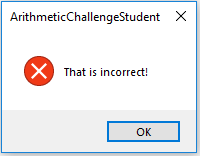 ArithmeticChallengeStudent
That is incorrect!
OK